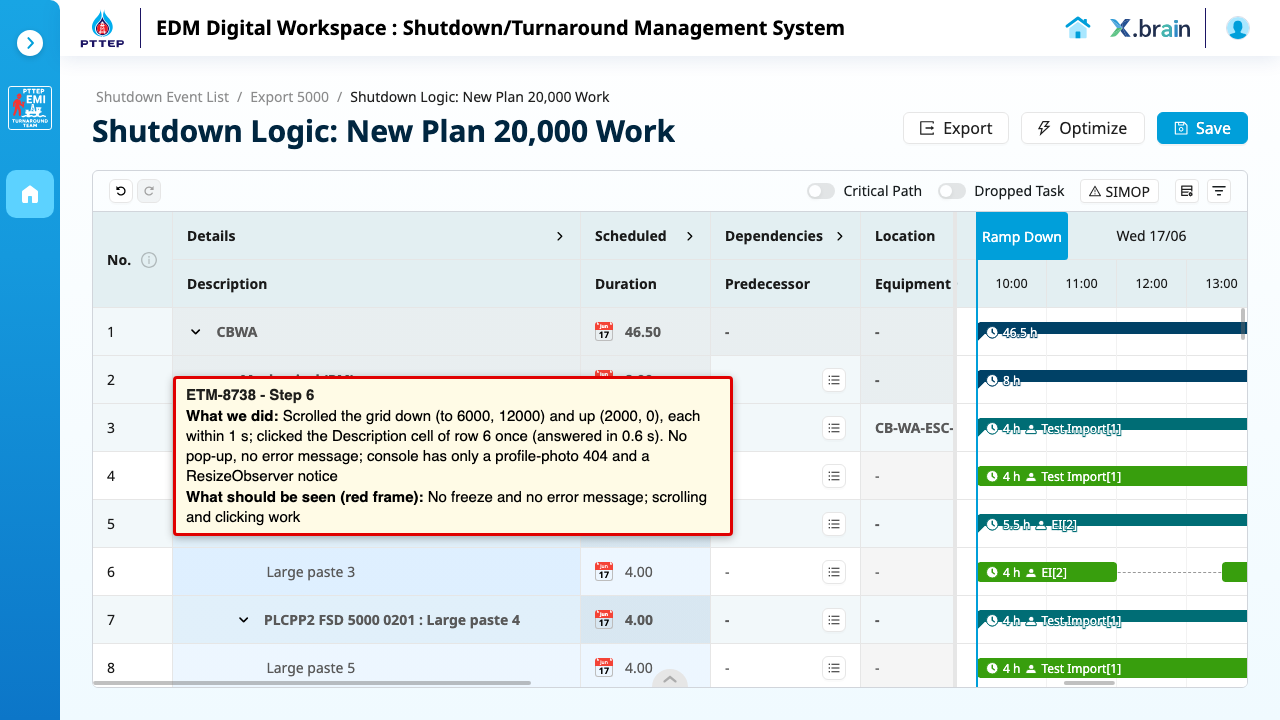 PTTEP
EDM Digital Workspace : Shutdown/Turnaround Management System
X.brain
PTTEP
EMI
TURNAROUND
TEAM
Shutdown Event List / Export 5000 / Shutdown Logic: New Plan 20,000 Work
Shutdown Logic: New Plan 20,000 Work
Export
Optimize
Save
Critical Path
Dropped Task
SIMOP
No.
Details
Scheduled
Dependencies
Location
Ramp Down
Wed 17/06
Description
Duration
Predecessor
Equipment
10:00 11:00 12:00 13:00
1 CBWA 46.50 - - 46.5 h
2 - 8 h
3 CB-WA-ESC- 4 h Test Import[1]
4 - 4 h Test Import[1]
5 - 5.5 h EI[2]
ETM-8738 - Step 6
What we did: Scrolled the grid down (to 6000, 12000) and up (2000, 0), each
within 1 s; clicked the Description cell of row 6 once (answered in 0.6 s). No
pop-up, no error message; console has only a profile-photo 404 and a
ResizeObserver notice
What should be seen (red frame): No freeze and no error message; scrolling
and clicking work
6 Large paste 3 4.00 - - 4 h EI[2]
7 PLCPP2 FSD 5000 0201 : Large paste 4 4.00 - - 4 h Test Import[1]
8 Large paste 5 4.00 - - 4 h Test Import[1]